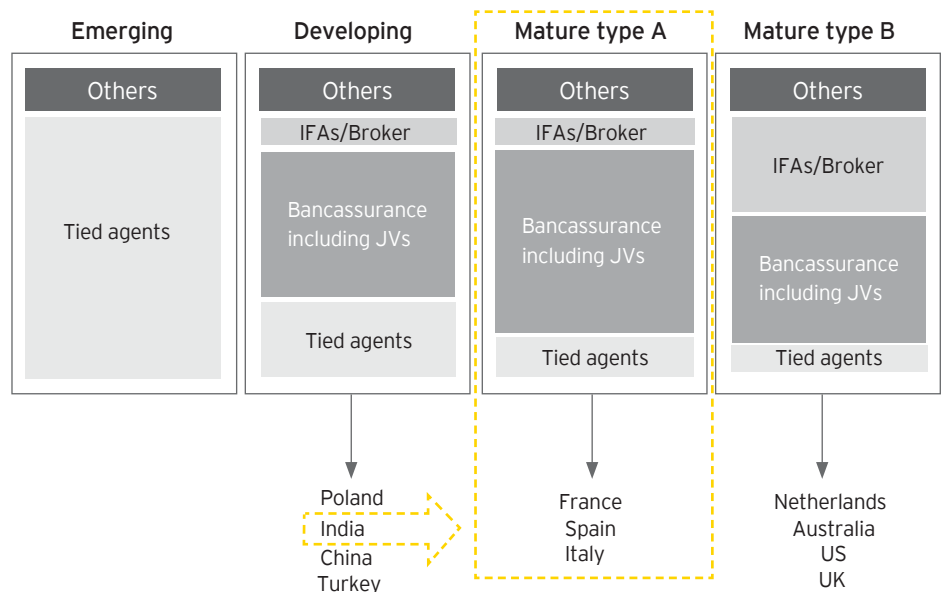 Emerging
Others
Tied agents
Developing
Others
IFAs/Broker
Bancassurance
including JVs
Tied agents
Poland
India
China
Turkey
Mature type A
Others
IFAs/Broker
Bancassurance
including JVs
Tied agents
France
Spain
Italy
Mature type B
Others
IFAs/Broker
Bancassurance
including JVs
Tied agents
Netherlands
Australia
US
UK